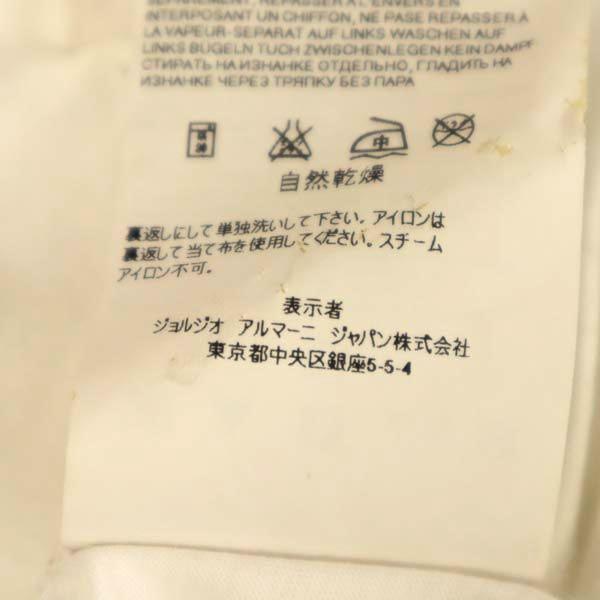 SEPARÉMENT, REPASSER À L'ENVERS EN
INTERPOSANT UN CHIFFON, NE PASE REPASSER À
LA VAPEUR-SEPARAT AUF LINKS WASCHEN AUF
LINKS BÜGELN TUCH ZWISCHENLEGEN KEIN DAMPF
СТИРАТЬ НА ИЗНАНКЕ ОТДЕЛЬНО, ГЛАДИТЬ НА
ИЗНАНКЕ ЧЕРЕЗ ТРЯПКУ БЕЗ ПАРА
中
自然乾燥
裏返しにして単独洗いして下さい。アイロンは
裏返して当て布を使用してください。スチーム
アイロン不可。
表示者
ジョルジオ アルマーニ ジャパン株式会社
東京都中央区銀座5-5-4